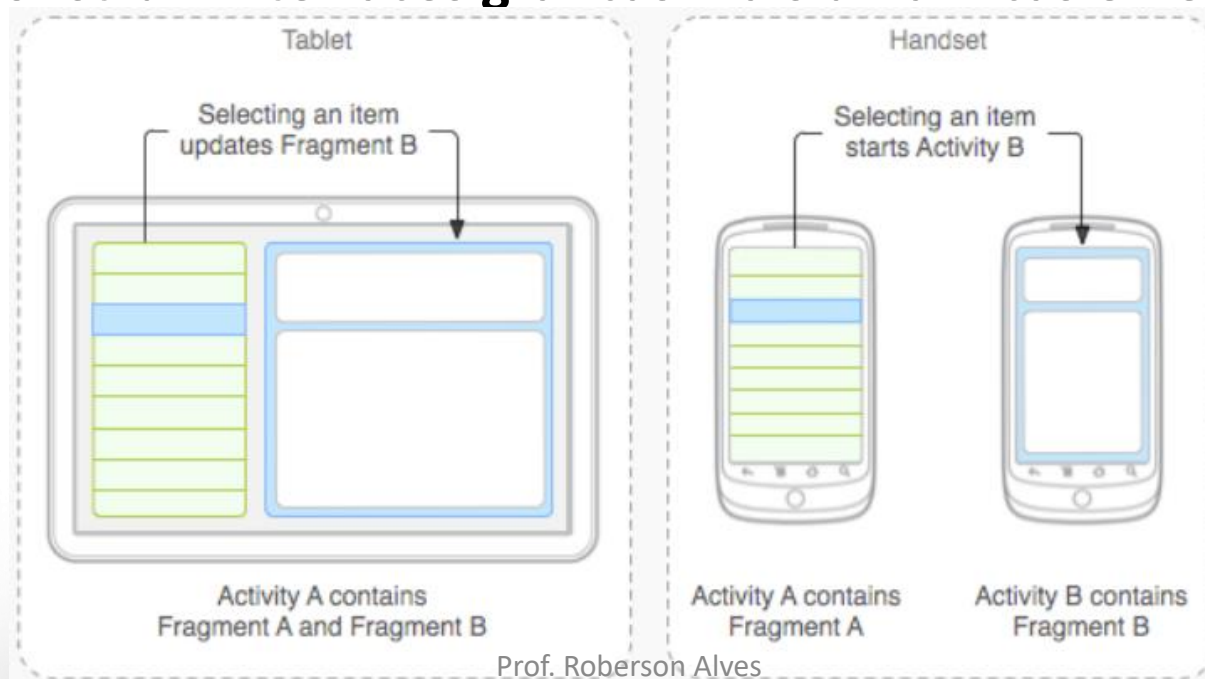 Tablet
Selecting an item
updates Fragment B
Activity A contains
Fragment A and Fragment B
Handset
Selecting an item
starts Activity B
Activity A contains
Fragment A
Activity B contains
Fragment B
Prof. Roberson Alves